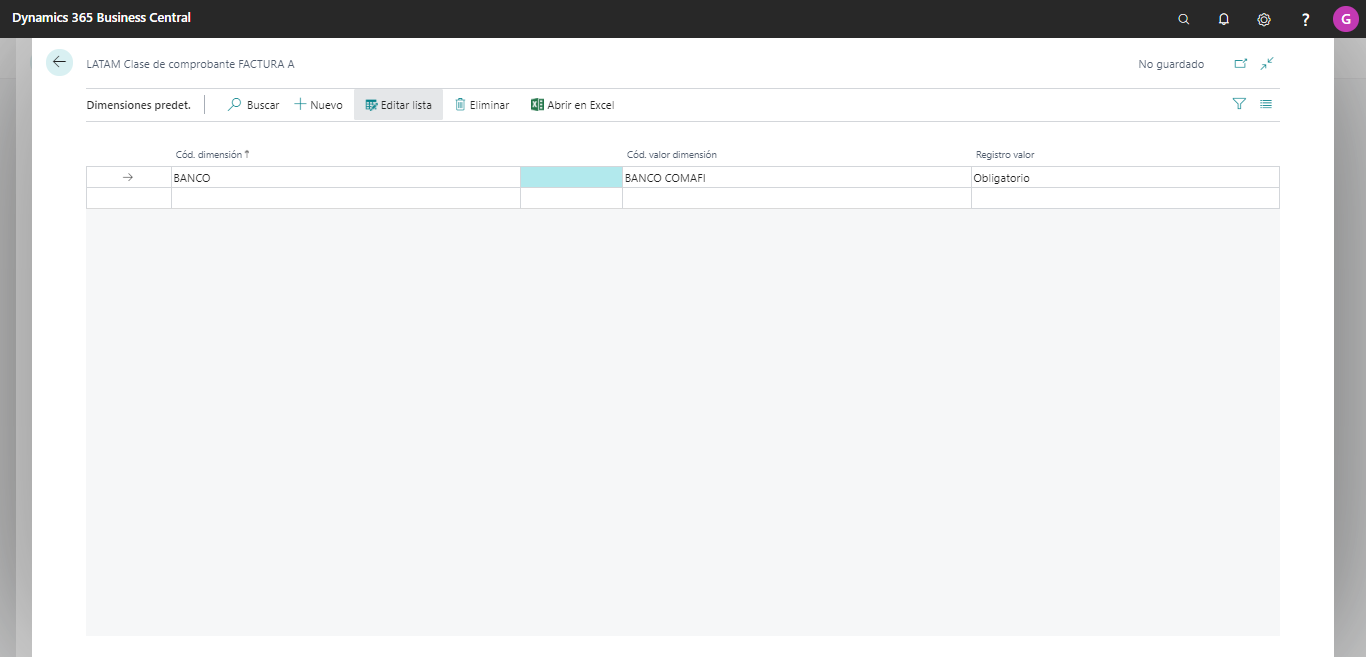 Dynamics 365 Business Central
? G
LATAM Clase de comprobante FACTURA A No guardado
Dimensiones predet. Buscar Nuevo Editar lista Eliminar Abrir en Excel
Cód. dimensión ↑ Cód. valor dimensión Registro valor
→ BANCO BANCO COMAFI Obligatorio